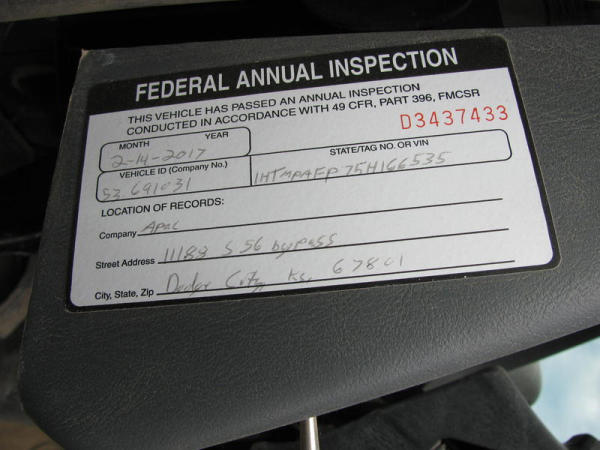 FEDERAL ANNUAL INSPECTION
THIS VEHICLE HAS PASSED AN ANNUAL INSPECTION
CONDUCTED IN ACCORDANCE WITH 49 CFR, PART 396, FMCSR
D3437433
MONTH YEAR
2-14-2017
VEHICLE ID (Company No.) STATE/TAG NO. OR VIN
S3 691031 1HTMPAFP75H166535
LOCATION OF RECORDS:
Company Apac
Street Address 11188 S 56 bypass
City, State, Zip Dodge City Ks. 67801